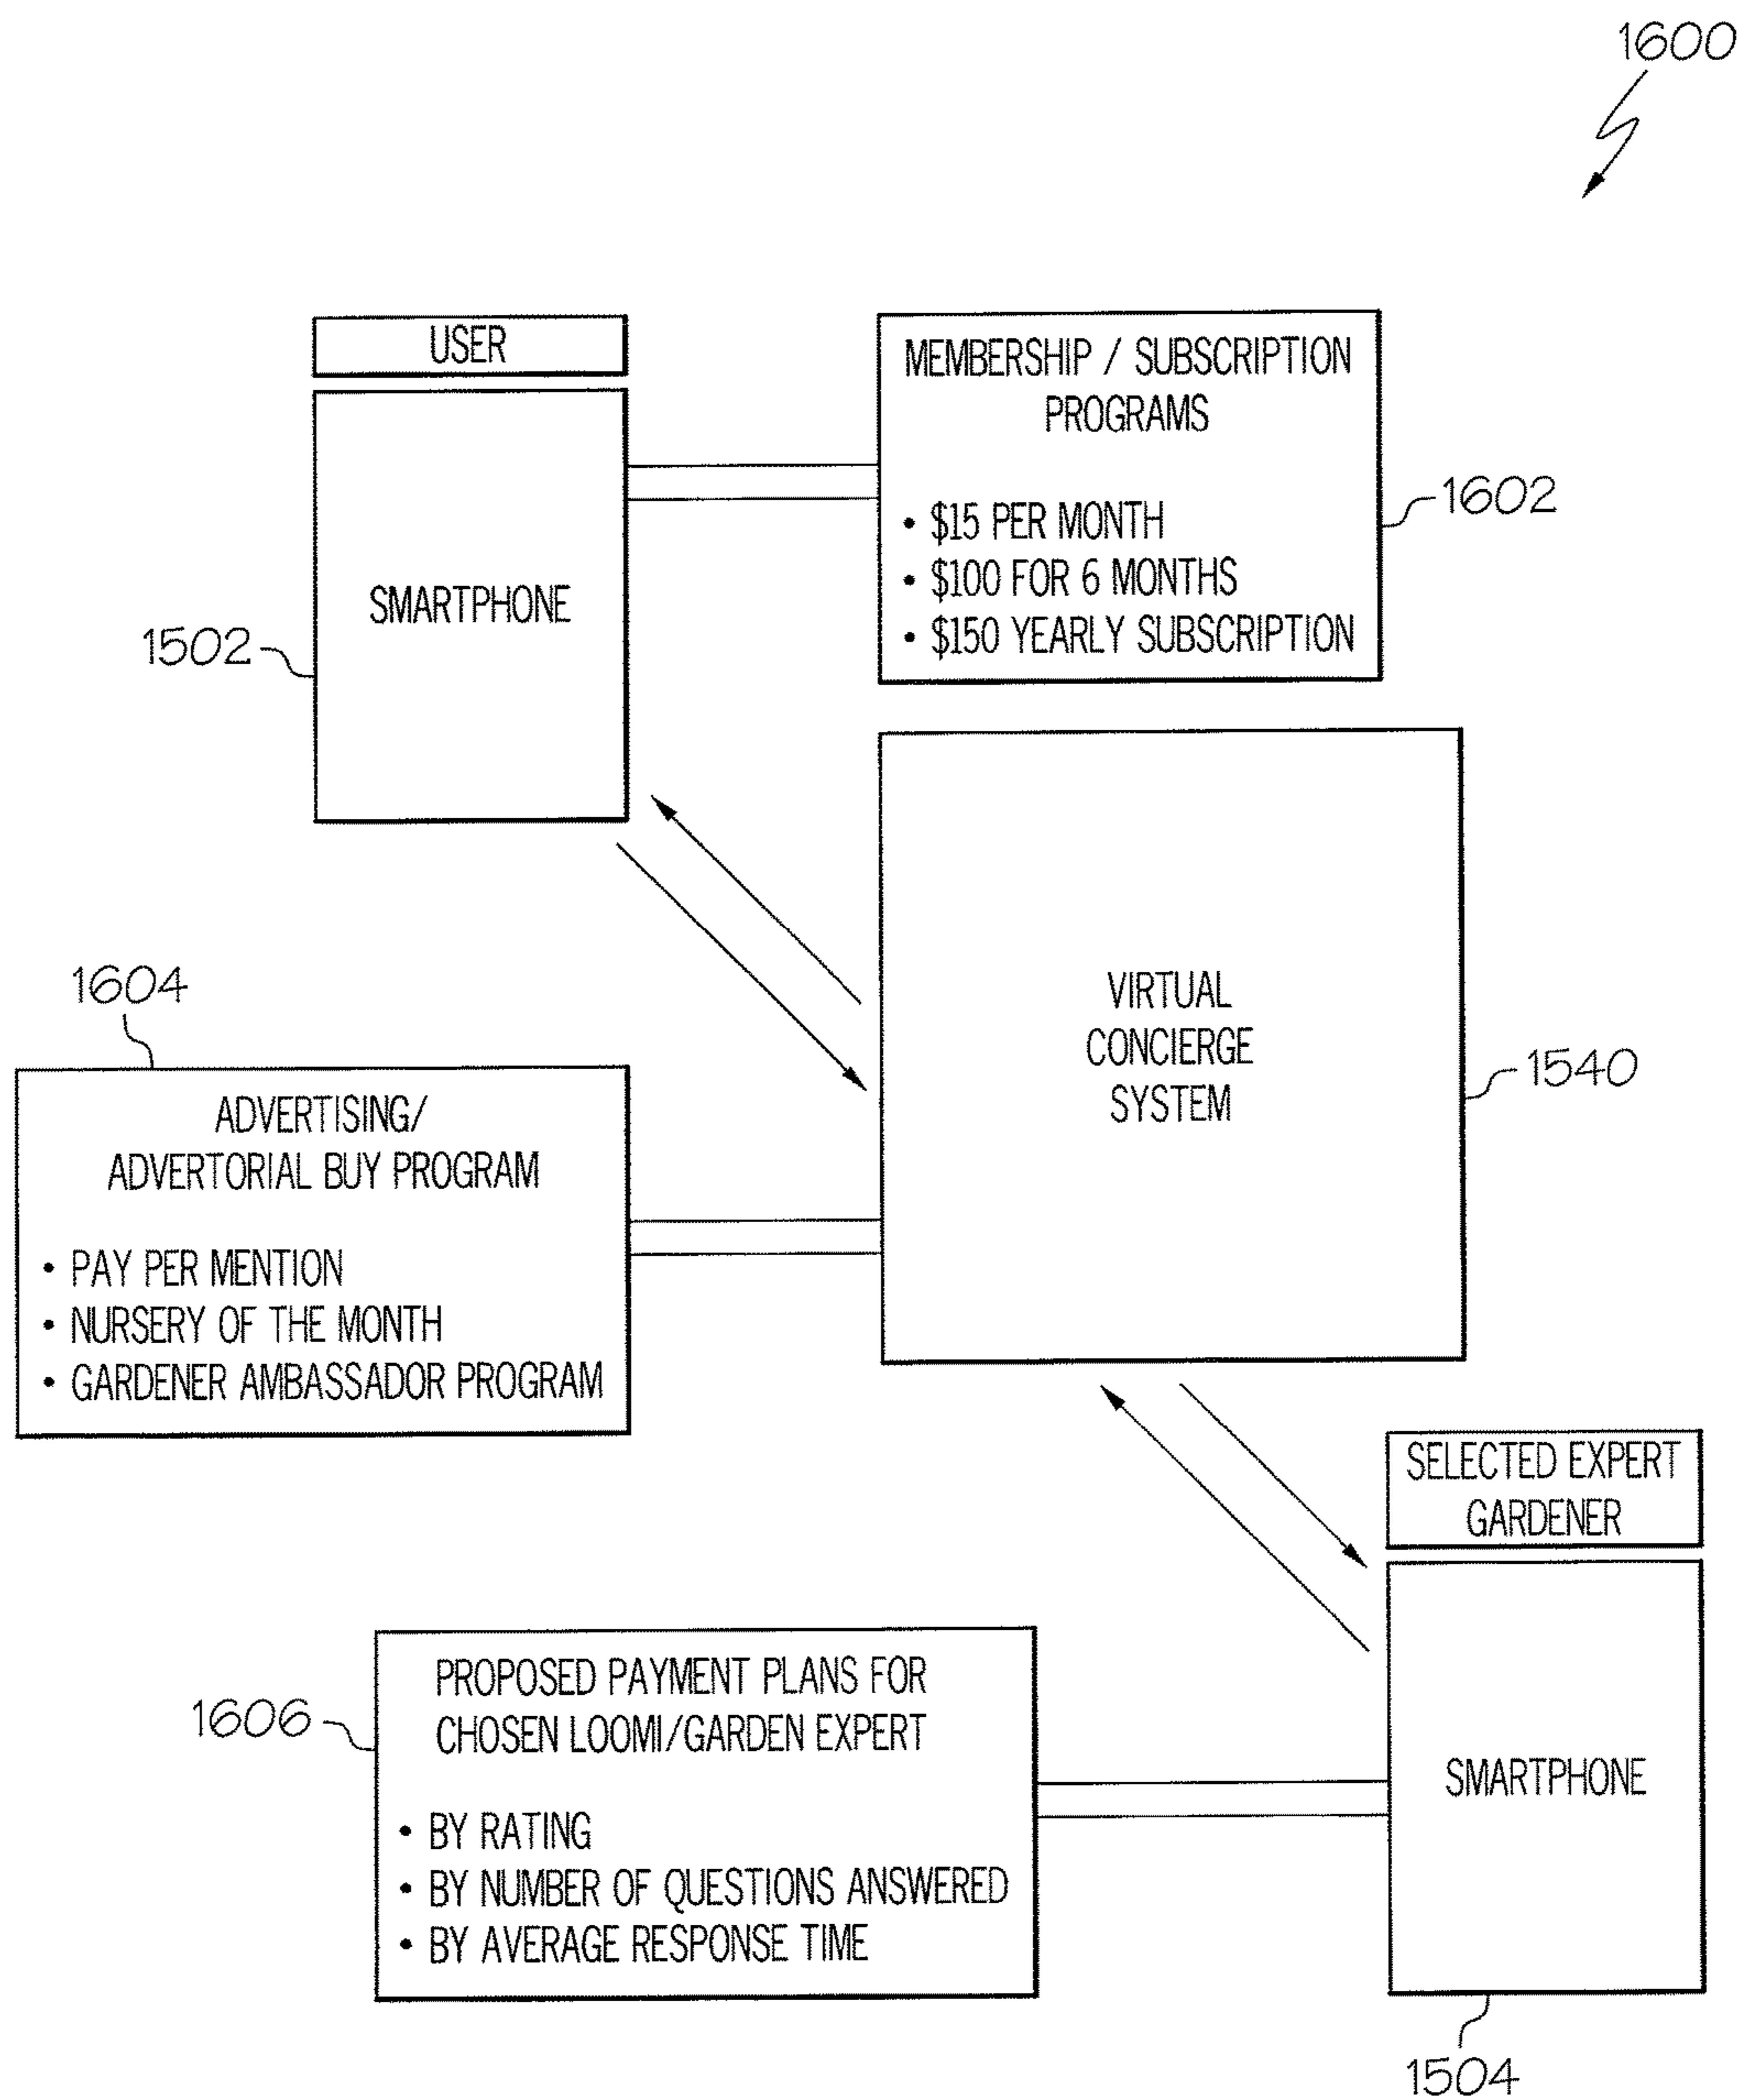 1600
USER
SMARTPHONE
1502
MEMBERSHIP / SUBSCRIPTION
PROGRAMS
• $15 PER MONTH
• $100 FOR 6 MONTHS
• $150 YEARLY SUBSCRIPTION
1602
VIRTUAL
CONCIERGE
SYSTEM
1540
1604
ADVERTISING/
ADVERTORIAL BUY PROGRAM
• PAY PER MENTION
• NURSERY OF THE MONTH
• GARDENER AMBASSADOR PROGRAM
SELECTED EXPERT
GARDENER
SMARTPHONE
1504
1606
PROPOSED PAYMENT PLANS FOR
CHOSEN LOOMI/GARDEN EXPERT
• BY RATING
• BY NUMBER OF QUESTIONS ANSWERED
• BY AVERAGE RESPONSE TIME